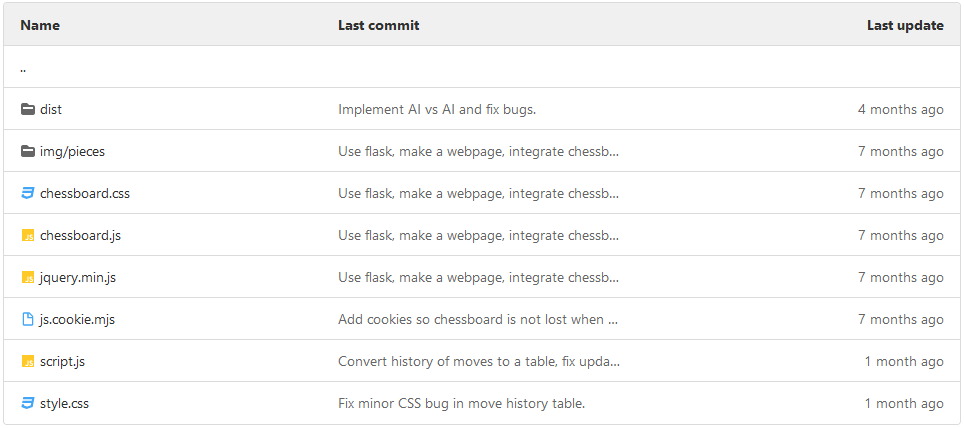 Name Last commit Last update
..
dist Implement AI vs AI and fix bugs. 4 months ago
img/pieces Use flask, make a webpage, integrate chessb... 7 months ago
chessboard.css Use flask, make a webpage, integrate chessb... 7 months ago
JS chessboard.js Use flask, make a webpage, integrate chessb... 7 months ago
JS jquery.min.js Use flask, make a webpage, integrate chessb... 7 months ago
js.cookie.mjs Add cookies so chessboard is not lost when ... 7 months ago
JS script.js Convert history of moves to a table, fix upda... 1 month ago
style.css Fix minor CSS bug in move history table. 1 month ago